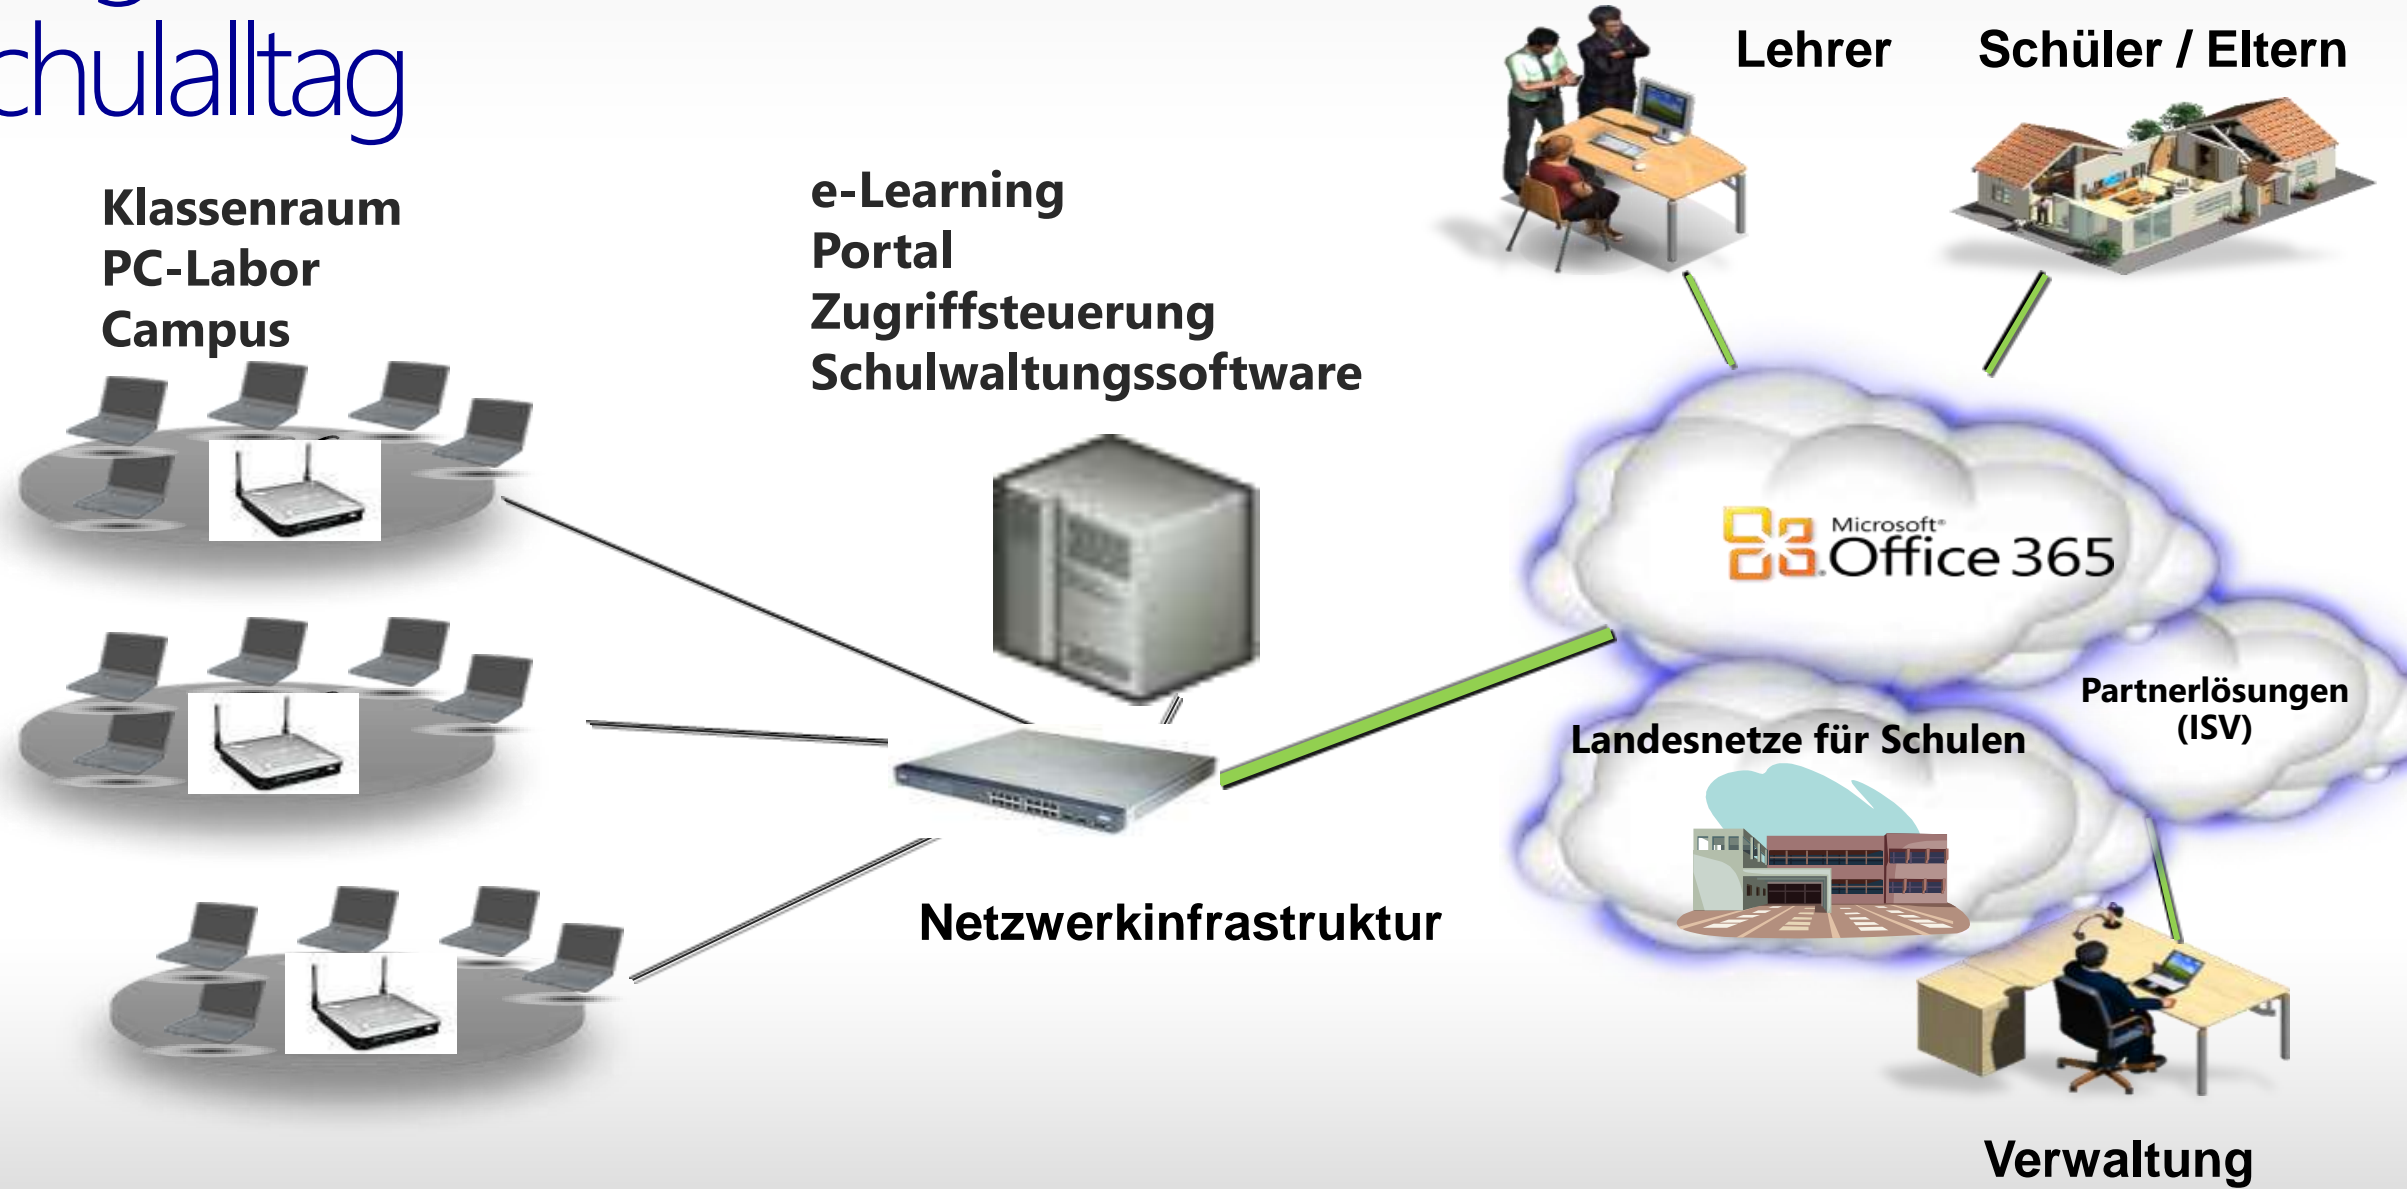 chulalltag
Klassenraum
PC-Labor
Campus
e-Learning
Portal
Zugriffsteuerung
Schulwaltungssoftware
Lehrer
Schüler / Eltern
Microsoft®
Office 365
Partnerlösungen
(ISV)
Landesnetze für Schulen
Netzwerkinfrastruktur
Verwaltung